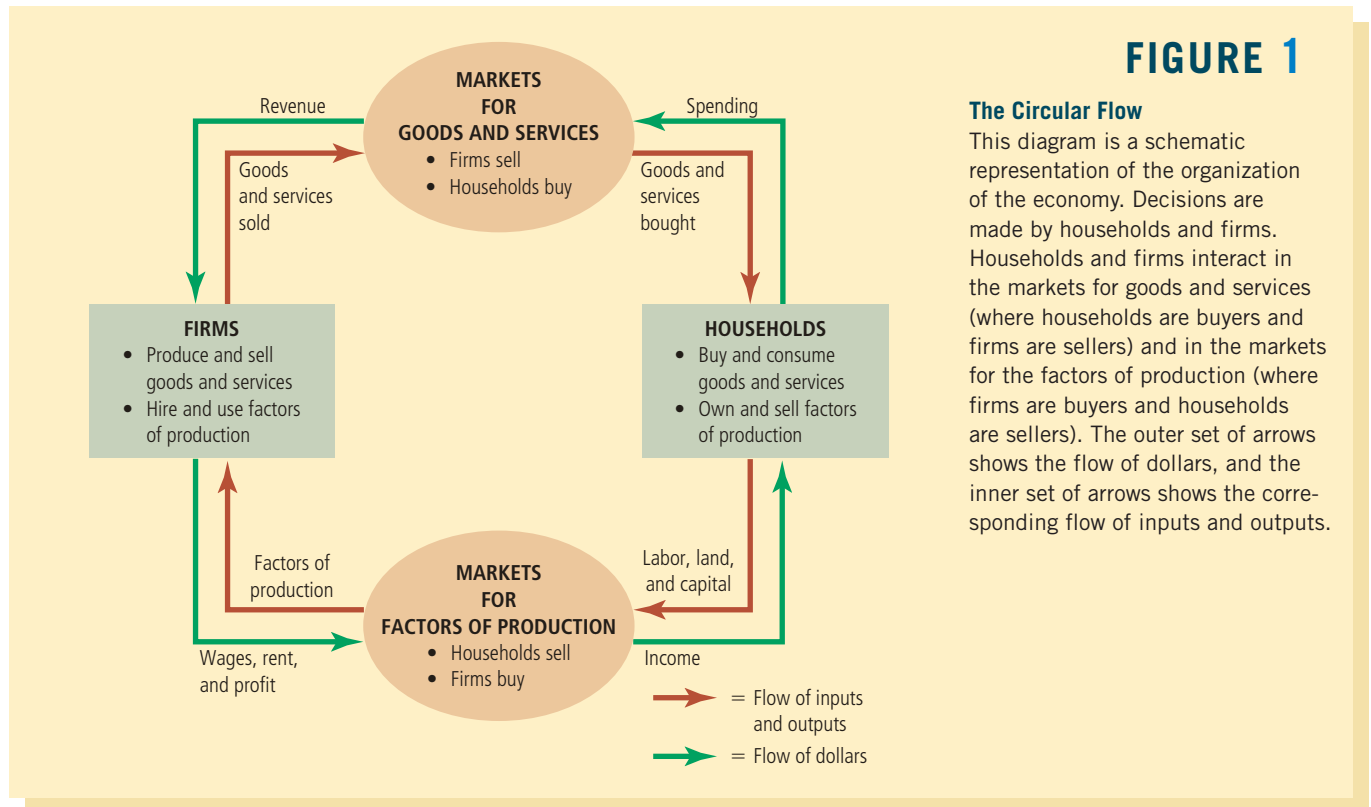 FIGURE 1
The Circular Flow
This diagram is a schematic
representation of the organization
of the economy. Decisions are
made by households and firms.
Households and firms interact in
the markets for goods and services
(where households are buyers and
firms are sellers) and in the markets
for the factors of production (where
firms are buyers and households
are sellers). The outer set of arrows
shows the flow of dollars, and the
inner set of arrows shows the corre-
sponding flow of inputs and outputs.
MARKETS
FOR
GOODS AND SERVICES
• Firms sell
• Households buy
Revenue
Goods
and services
sold
Spending
Goods and
services
bought
FIRMS
• Produce and sell
goods and services
• Hire and use factors
of production
HOUSEHOLDS
• Buy and consume
goods and services
• Own and sell factors
of production
Factors of
production
Wages, rent,
and profit
MARKETS
FOR
FACTORS OF PRODUCTION
• Households sell
• Firms buy
Labor, land,
and capital
Income
= Flow of inputs
and outputs
= Flow of dollars